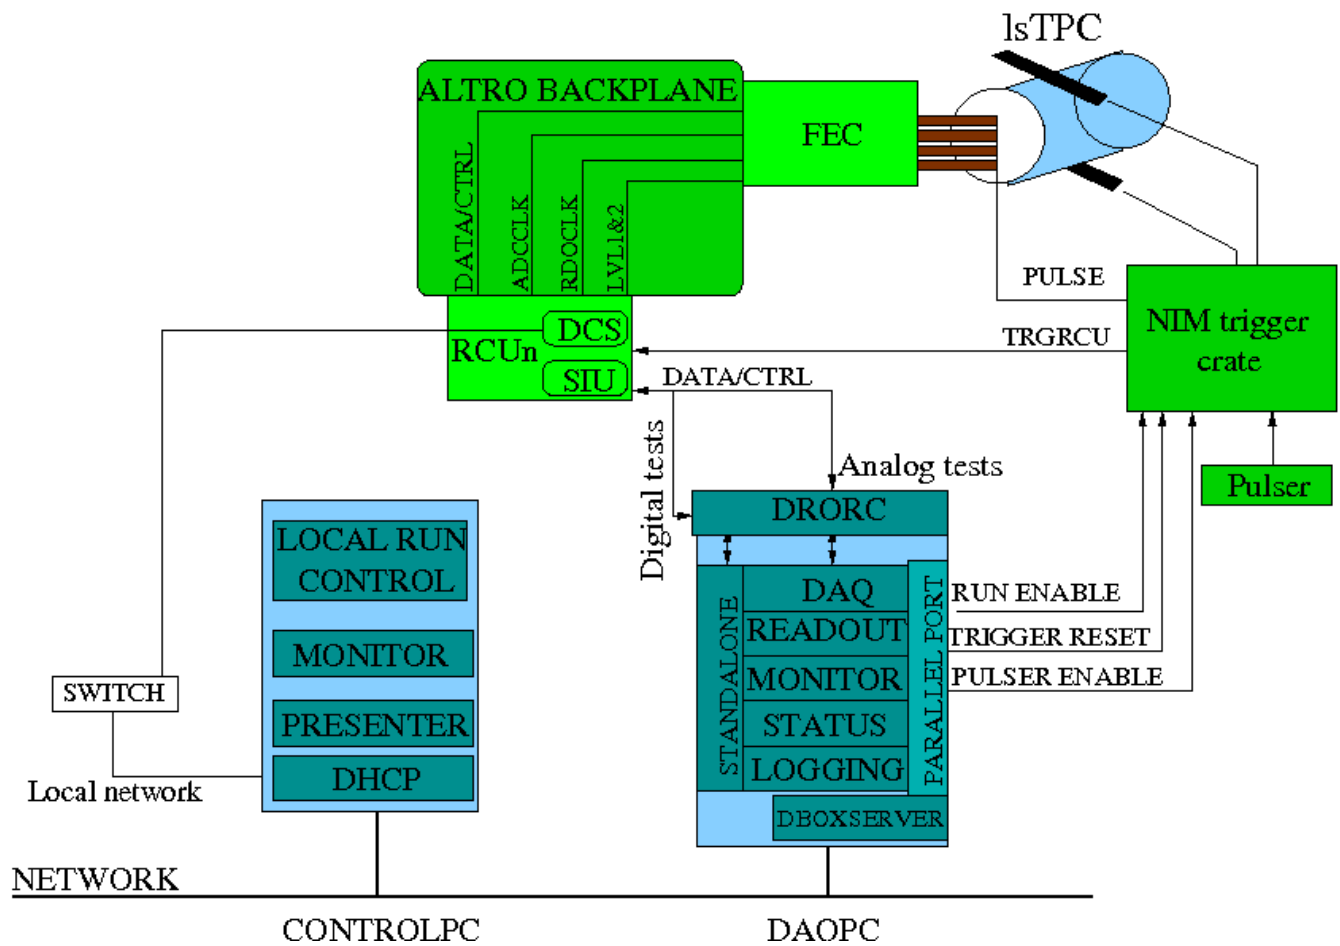 lsTPC
ALTRO BACKPLANE
FEC
DATA/CTRL
ADCCLK
RDOCLK
LVL1&2
PULSE
NIM trigger
crate
DCS
RCUn
TRGRCU
SIU
DATA/CTRL
Digital tests
Analog tests
Pulser
DRORC
LOCAL RUN
CONTROL
DAQ
RUN ENABLE
READOUT
TRIGGER RESET
MONITOR
MONITOR
PULSER ENABLE
STANDALONE
PARALLEL PORT
SWITCH
PRESENTER
STATUS
DHCP
LOGGING
Local network
DBOXSERVER
NETWORK
CONTROLPC
DAQPC